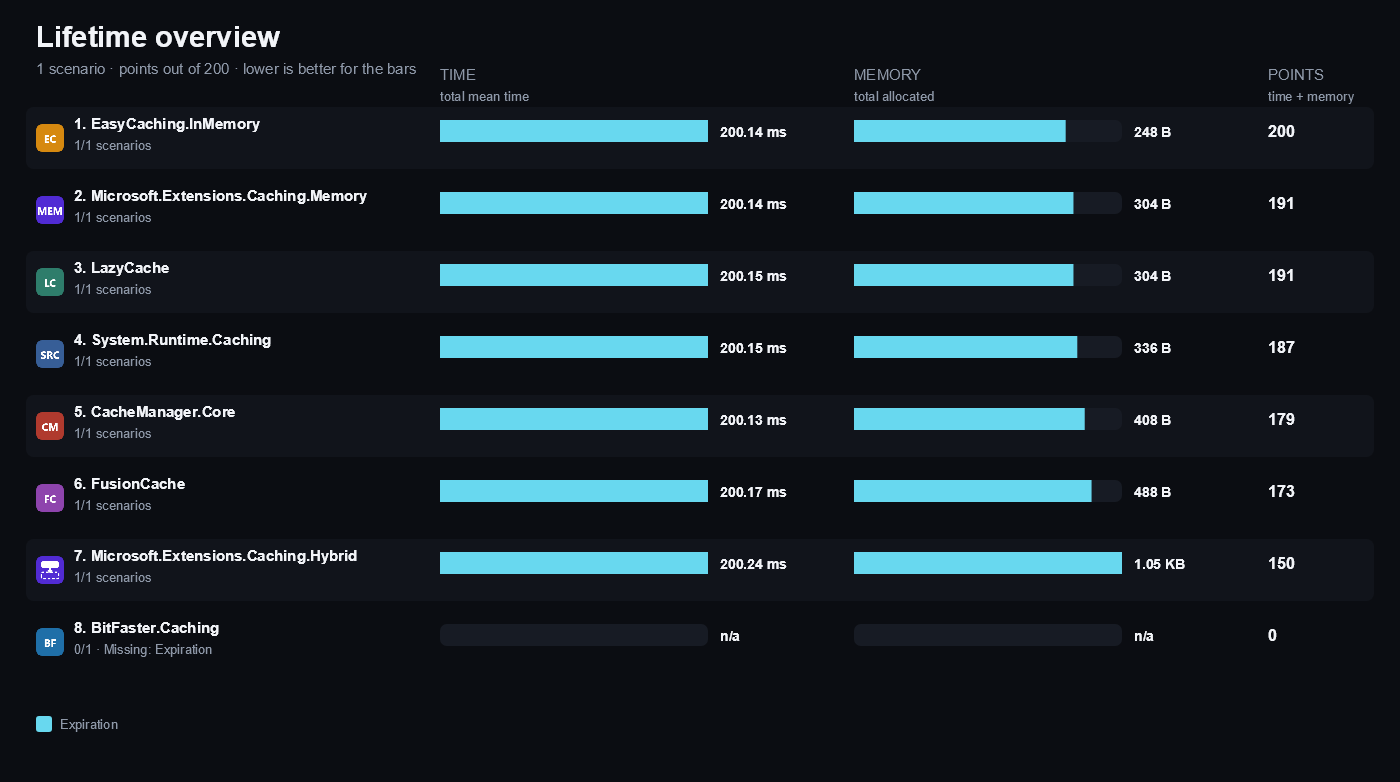 Lifetime overview
1 scenario · points out of 200 · lower is better for the bars
TIME
total mean time
MEMORY
total allocated
POINTS
time + memory
EC
1. EasyCaching.InMemory
1/1 scenarios
200.14 ms
248 B
200
MEM
2. Microsoft.Extensions.Caching.Memory
1/1 scenarios
200.14 ms
304 B
191
LC
3. LazyCache
1/1 scenarios
200.15 ms
304 B
191
SRC
4. System.Runtime.Caching
1/1 scenarios
200.15 ms
336 B
187
CM
5. CacheManager.Core
1/1 scenarios
200.13 ms
408 B
179
FC
6. FusionCache
1/1 scenarios
200.17 ms
488 B
173
7. Microsoft.Extensions.Caching.Hybrid
1/1 scenarios
200.24 ms
1.05 KB
150
BF
8. BitFaster.Caching
0/1 · Missing: Expiration
n/a
n/a
0
Expiration